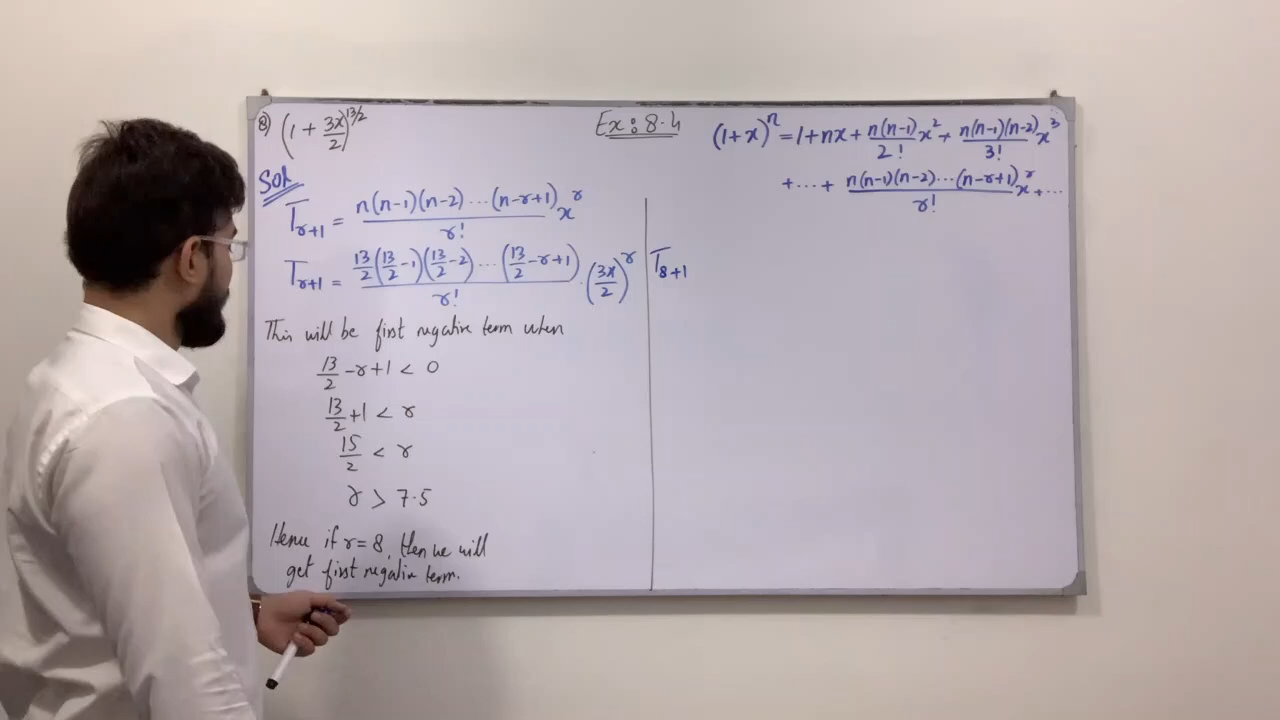 8) (1 + 3x/2)^13/2
Ex: 8.4
(1+x)^n = 1+nx+ n(n-1)/2! x^2 + n(n-1)(n-2)/3! x^3
+ ... + n(n-1)(n-2)...(n-r+1)/r! x^r + ...
Sol
T_r+1 = n(n-1)(n-2)...(n-r+1)/r! x^r
T_r+1 = 13/2(13/2-1)(13/2-2)...(13/2-r+1)/r! . (3x/2)^r
This will be first negative term when
13/2 -r+1 < 0
13/2 +1 < r
15/2 < r
r > 7.5
Hence if r=8, then we will
get first negative term.
T_8+1